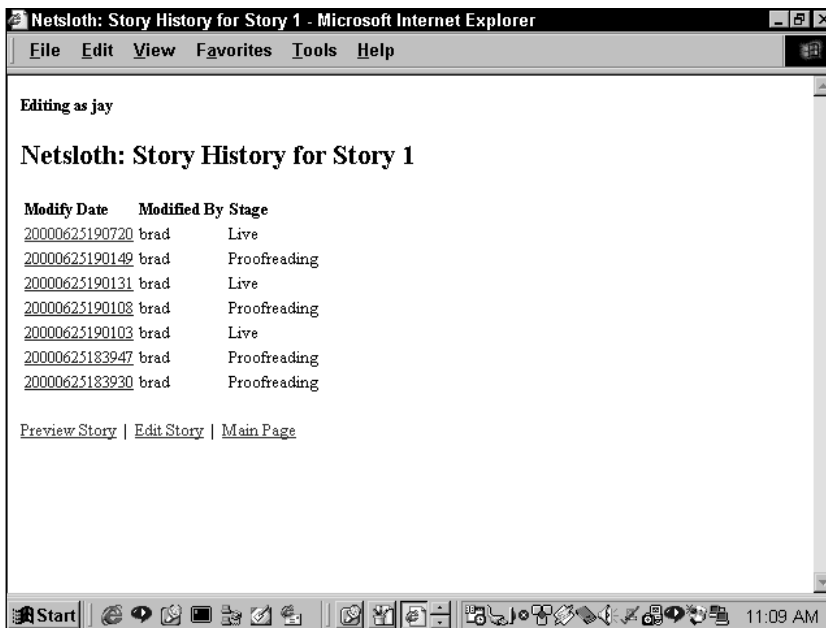 Netsloth: Story History for Story 1 - Microsoft Internet Explorer
File Edit View Favorites Tools Help
Editing as jay
Netsloth: Story History for Story 1
Modify Date Modified By Stage
20000625190720 brad Live
20000625190149 brad Proofreading
20000625190131 brad Live
20000625190108 brad Proofreading
20000625190103 brad Live
20000625183947 brad Proofreading
20000625183930 brad Proofreading
Preview Story | Edit Story | Main Page
Start 11:09 AM